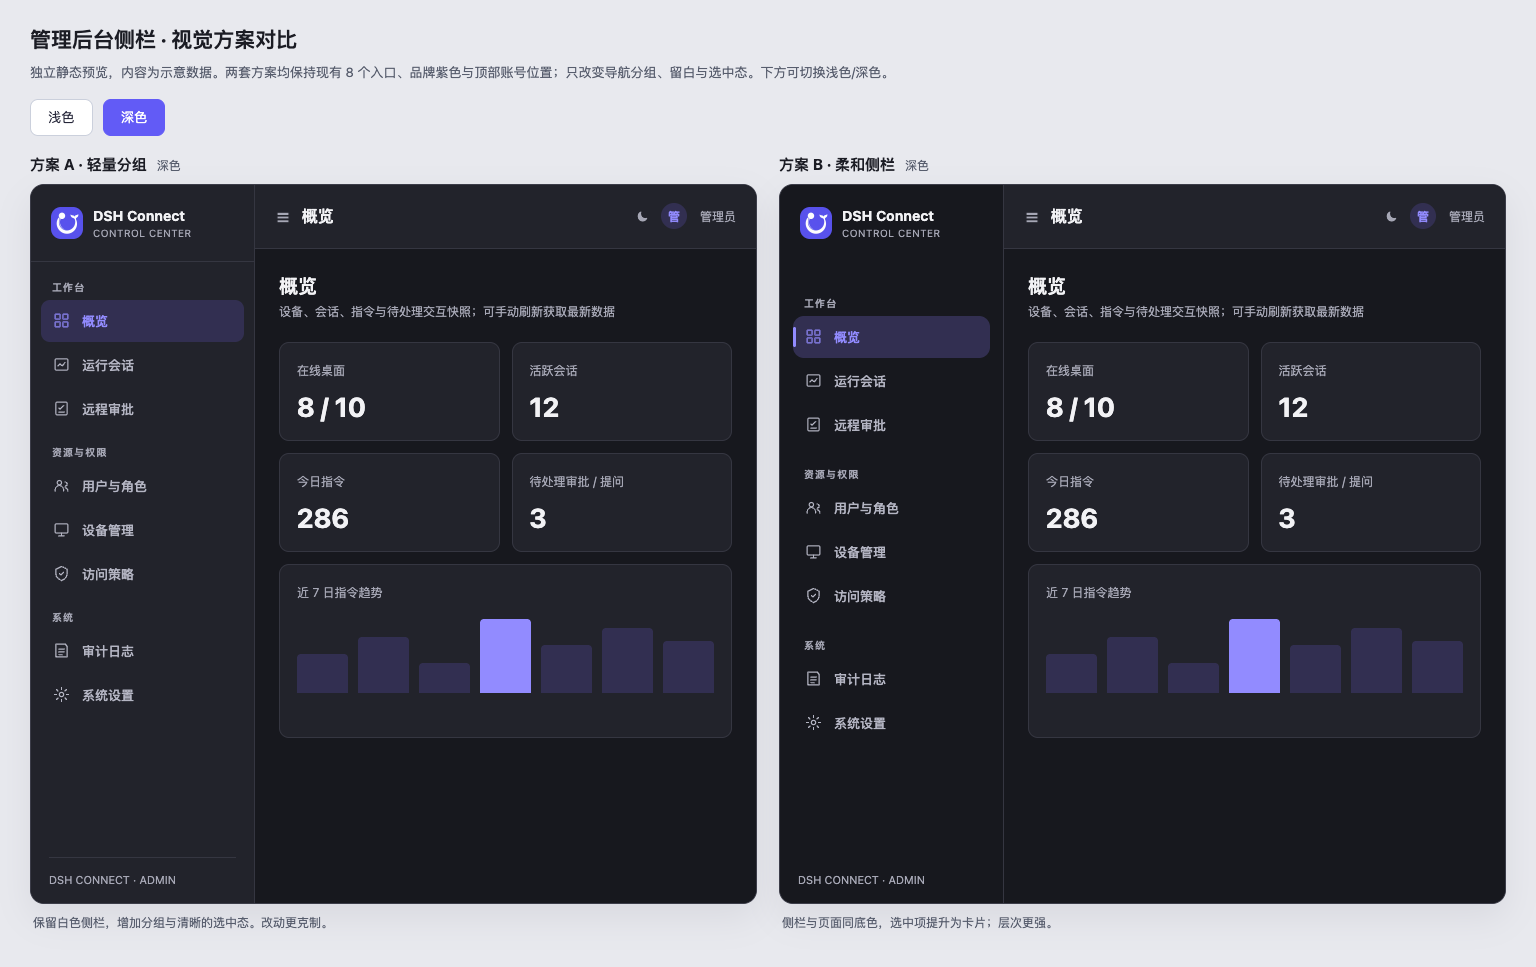 管理后台侧栏 · 视觉方案对比
独立静态预览，内容为示意数据。两套方案均保持现有 8 个入口、品牌紫色与顶部账号位置；只改变导航分组、留白与选中态。下方可切换浅色/深色。
浅色
深色
方案 A · 轻量分组 深色
DSH Connect
CONTROL CENTER
工作台
概览
运行会话
远程审批
资源与权限
用户与角色
设备管理
访问策略
系统
审计日志
系统设置
DSH CONNECT · ADMIN
概览
管 管理员
概览
设备、会话、指令与待处理交互快照；可手动刷新获取最新数据
在线桌面
8 / 10
活跃会话
12
今日指令
286
待处理审批 / 提问
3
近 7 日指令趋势
保留白色侧栏，增加分组与清晰的选中态。改动更克制。
方案 B · 柔和侧栏 深色
DSH Connect
CONTROL CENTER
工作台
概览
运行会话
远程审批
资源与权限
用户与角色
设备管理
访问策略
系统
审计日志
系统设置
DSH CONNECT · ADMIN
概览
管 管理员
概览
设备、会话、指令与待处理交互快照；可手动刷新获取最新数据
在线桌面
8 / 10
活跃会话
12
今日指令
286
待处理审批 / 提问
3
近 7 日指令趋势
侧栏与页面同底色，选中项提升为卡片；层次更强。